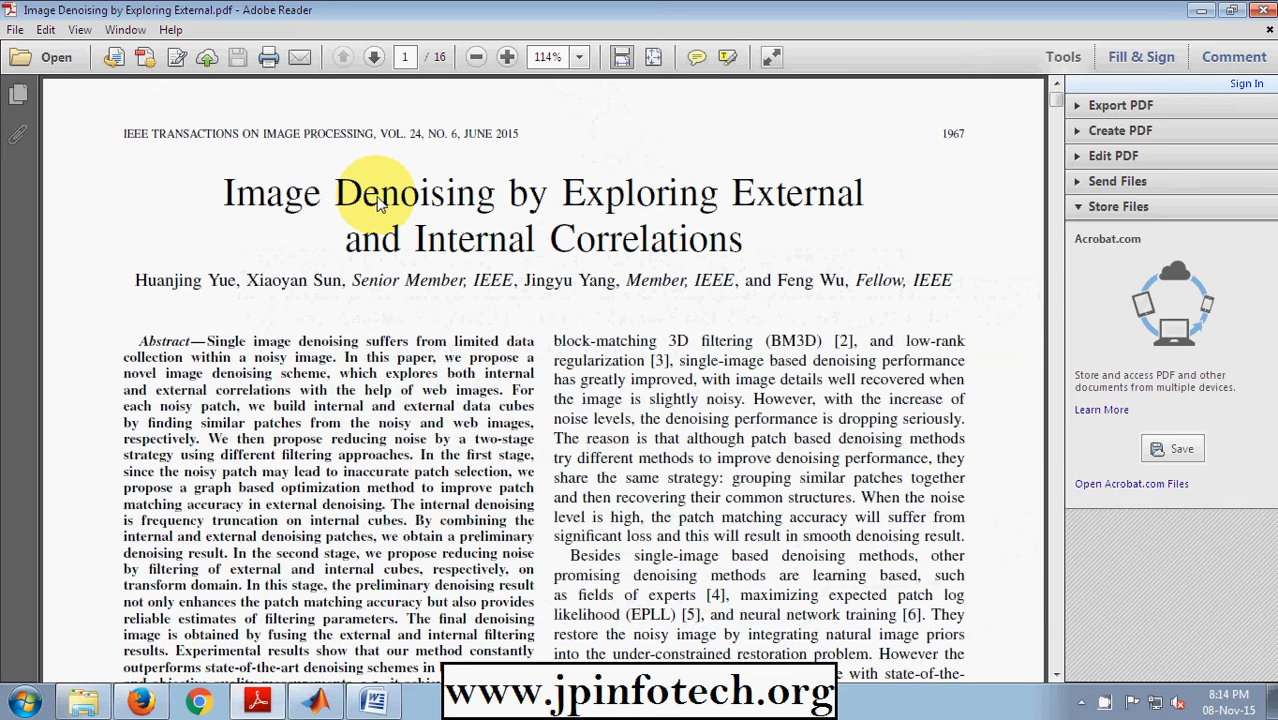 Image Denoising by Exploring External.pdf - Adobe Reader
File Edit View Window Help
Open 1 / 16 114% Tools Fill & Sign Comment
Sign In
Export PDF
Create PDF
Edit PDF
Send Files
Store Files
Acrobat.com
Store and access PDF and other
documents from multiple devices.
Learn More
Save
Open Acrobat.com Files
IEEE TRANSACTIONS ON IMAGE PROCESSING, VOL. 24, NO. 6, JUNE 2015 1967
Image Denoising by Exploring External
and Internal Correlations
Huanjing Yue, Xiaoyan Sun, Senior Member, IEEE, Jingyu Yang, Member, IEEE, and Feng Wu, Fellow, IEEE
Abstract—Single image denoising suffers from limited data
collection within a noisy image. In this paper, we propose a
novel image denoising scheme, which explores both internal
and external correlations with the help of web images. For
each noisy patch, we build internal and external data cubes
by finding similar patches from the noisy and web images,
respectively. We then propose reducing noise by a two-stage
strategy using different filtering approaches. In the first stage,
since the noisy patch may lead to inaccurate patch selection, we
propose a graph based optimization method to improve patch
matching accuracy in external denoising. The internal denoising
is frequency truncation on internal cubes. By combining the
internal and external denoising patches, we obtain a preliminary
denoising result. In the second stage, we propose reducing noise
by filtering of external and internal cubes, respectively, on
transform domain. In this stage, the preliminary denoising result
not only enhances the patch matching accuracy but also provides
reliable estimates of filtering parameters. The final denoising
image is obtained by fusing the external and internal filtering
results. Experimental results show that our method constantly
outperforms state-of-the-art denoising schemes in
block-matching 3D filtering (BM3D) [2], and low-rank
regularization [3], single-image based denoising performance
has greatly improved, with image details well recovered when
the image is slightly noisy. However, with the increase of
noise levels, the denoising performance is dropping seriously.
The reason is that although patch based denoising methods
try different methods to improve denoising performance, they
share the same strategy: grouping similar patches together
and then recovering their common structures. When the noise
level is high, the patch matching accuracy will suffer from
significant loss and this will result in smooth denoising result.
Besides single-image based denoising methods, other
promising denoising methods are learning based, such
as fields of experts [4], maximizing expected patch log
likelihood (EPLL) [5], and neural network training [6]. They
restore the noisy image by integrating natural image priors
into the under-constrained restoration problem. However the
with state-of-the-
www.jpinfotech.org
8:14 PM
08-Nov-15